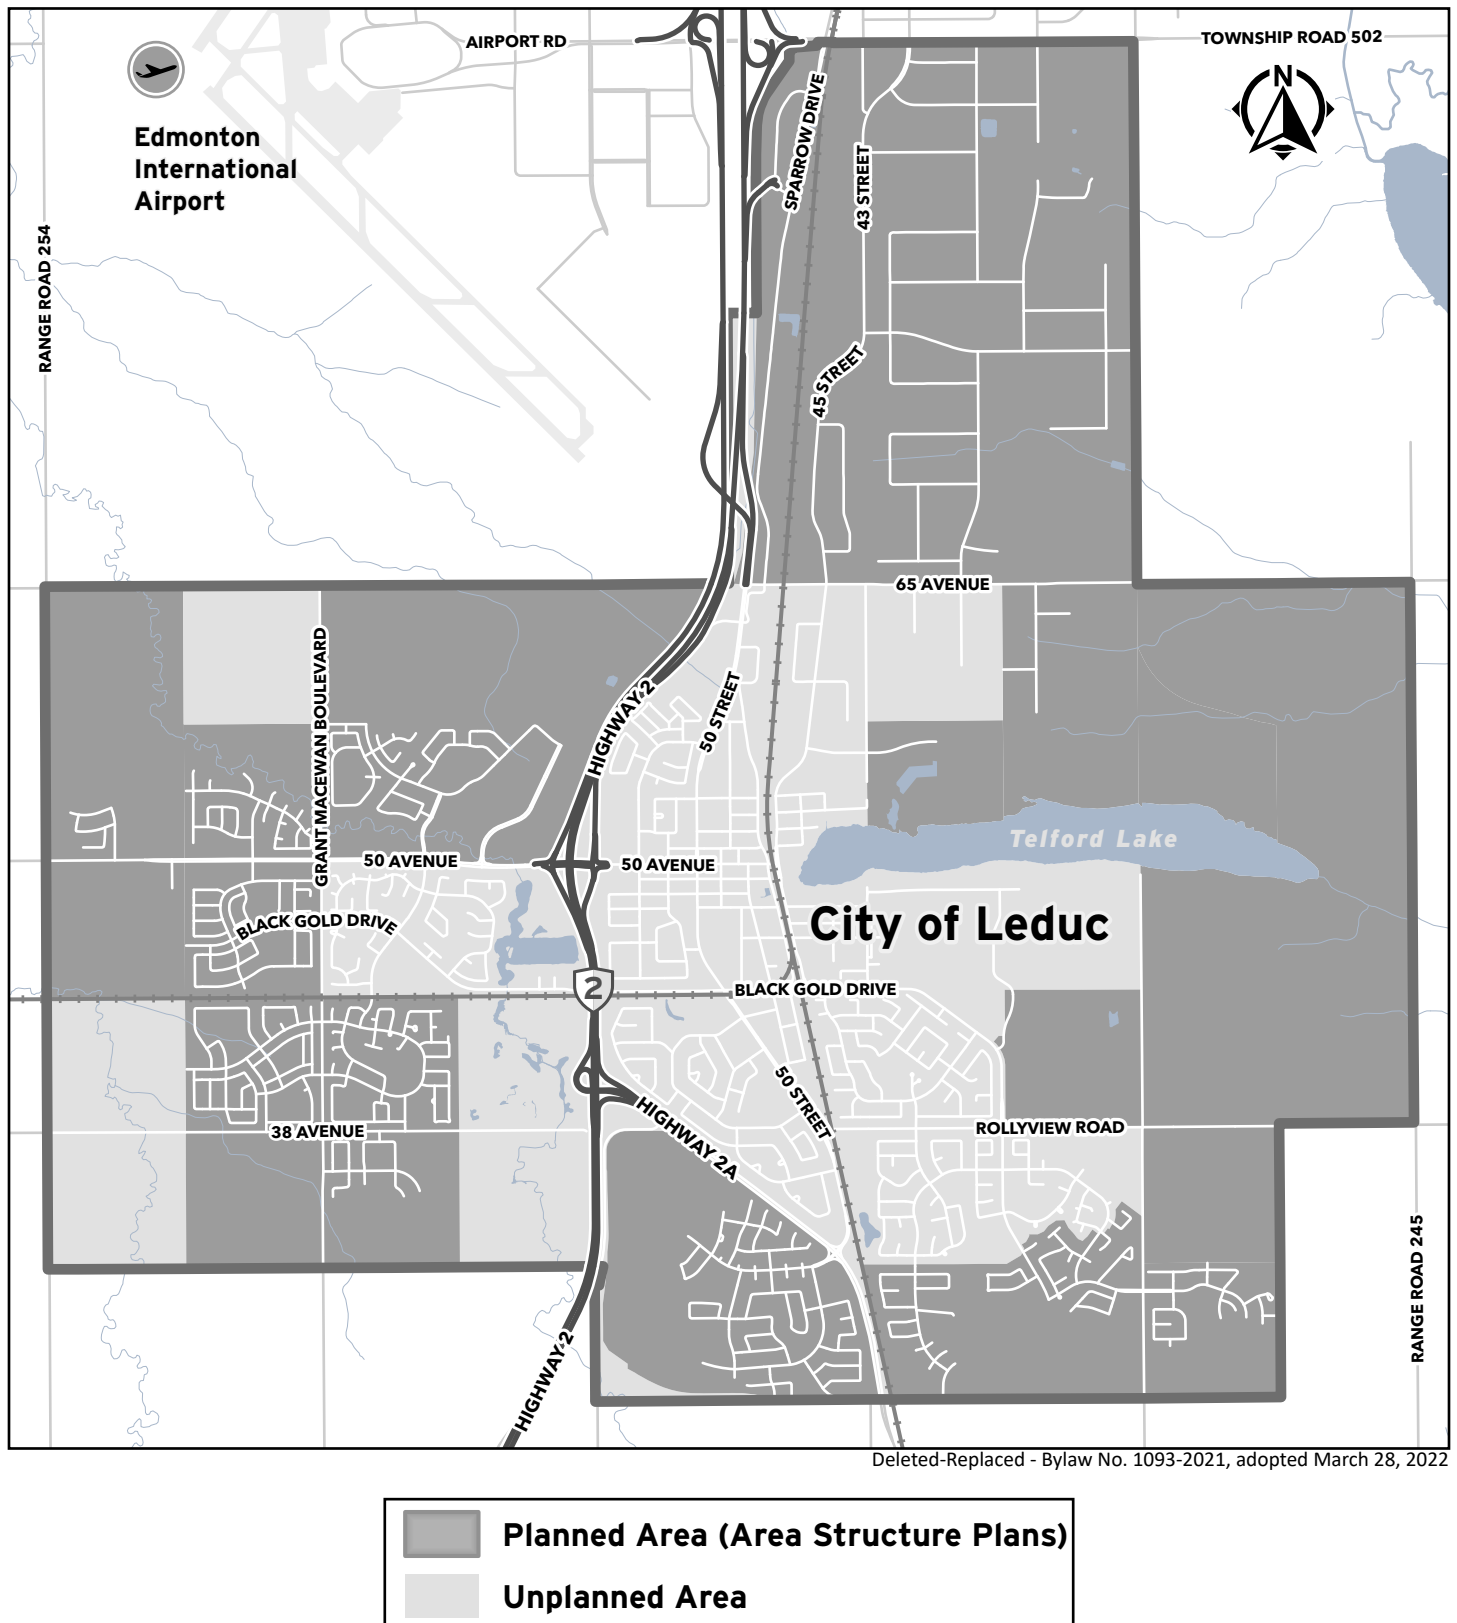 AIRPORT RD
TOWNSHIP ROAD 502
N
Edmonton
International
Airport
SPARROW DRIVE
43 STREET
RANGE ROAD 254
45 STREET
65 AVENUE
GRANT MACEWAN BOULEVARD
HIGHWAY 2
50 STREET
Telford Lake
50 AVENUE
50 AVENUE
BLACK GOLD DRIVE
City of Leduc
2
BLACK GOLD DRIVE
50 STREET
HIGHWAY 2A
38 AVENUE
ROLLYVIEW ROAD
RANGE ROAD 245
HIGHWAY 2
Deleted-Replaced - Bylaw No. 1093-2021, adopted March 28, 2022
Planned Area (Area Structure Plans)
Unplanned Area